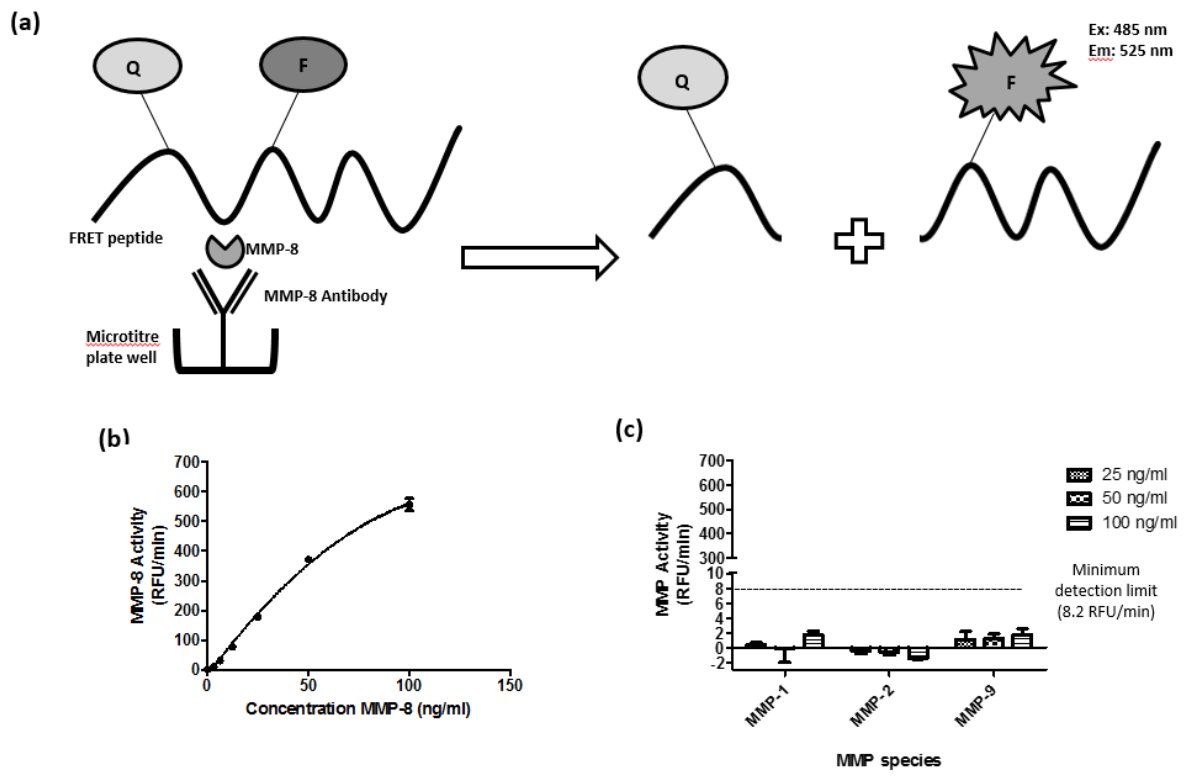 (a)
Q
F
FRET peptide
MMP-8
MMP-8 Antibody
Microtitre
plate well
Q
F
Ex: 485 nm
Em: 525 nm
(b)
700
600
500
400
300
200
100
0
0
50
100
150
MMP-8 Activity
(RFU/min)
Concentration MMP-8 (ng/ml)
(c)
700
600
500
400
300
10
8
6
4
2
0
-2
MMP Activity
(RFU/min)
MMP-1
MMP-2
MMP-9
MMP species
25 ng/ml
50 ng/ml
100 ng/ml
Minimum
detection limit
(8.2 RFU/min)